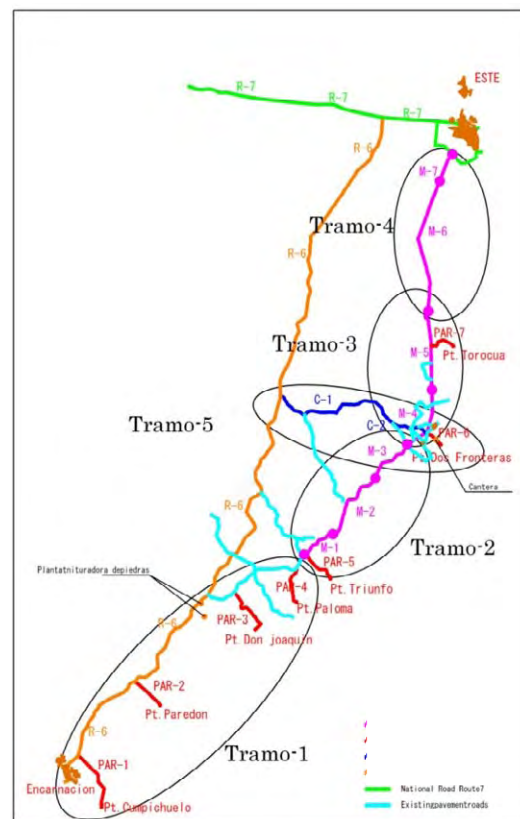 ESTE
R-7
R-7
R-7
R-6
M-7
Tramo-4
M-6
R-6
PAR-7
Tramo-3
Pt. Torocua
M-5
C-1
M-4
Tramo-5
C-2
PAR-6
M-3
Pt. Dos Fronteras
Cantera
R-6
M-2
M-1
Tramo-2
PAR-5
Plantatnituradora depiedras
PAR-4
Pt. Triunfo
Pt. Paloma
PAR-3
R-6
Pt. Don joaquin
PAR-2
Pt. Paredon
R-6
Tramo-1
PAR-1
Encarnacion
National Road Route7
Pt. Cumpichuelo
Existingpavementroads